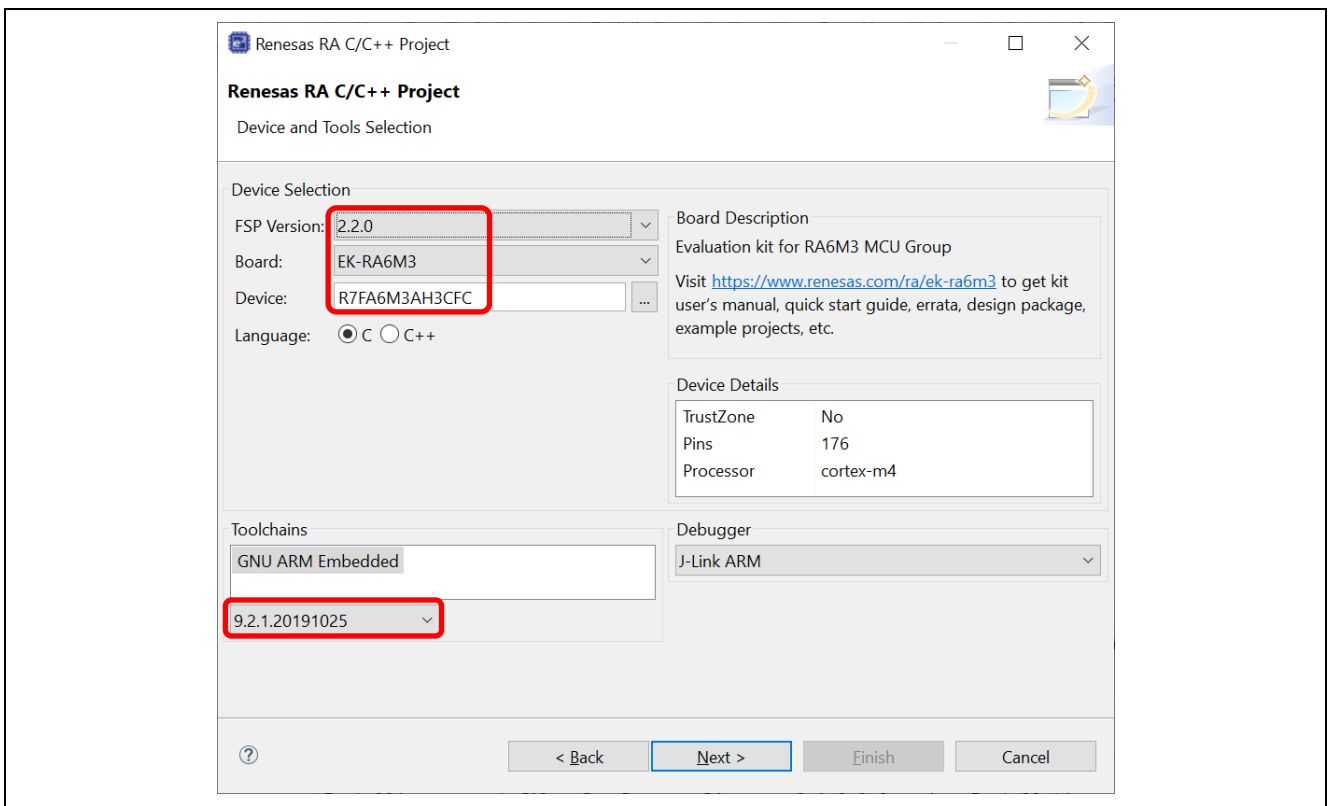 Renesas RA C/C++ Project
Renesas RA C/C++ Project
Device and Tools Selection
Device Selection
FSP Version: 2.2.0
Board: EK-RA6M3
Device: R7FA6M3AH3CFC ...
Language: C C++
Board Description
Evaluation kit for RA6M3 MCU Group
Visit https://www.renesas.com/ra/ek-ra6m3 to get kit
user's manual, quick start guide, errata, design package,
example projects, etc.
Device Details
TrustZone No
Pins 176
Processor cortex-m4
Toolchains
GNU ARM Embedded
9.2.1.20191025
Debugger
J-Link ARM
? < Back Next > Finish Cancel